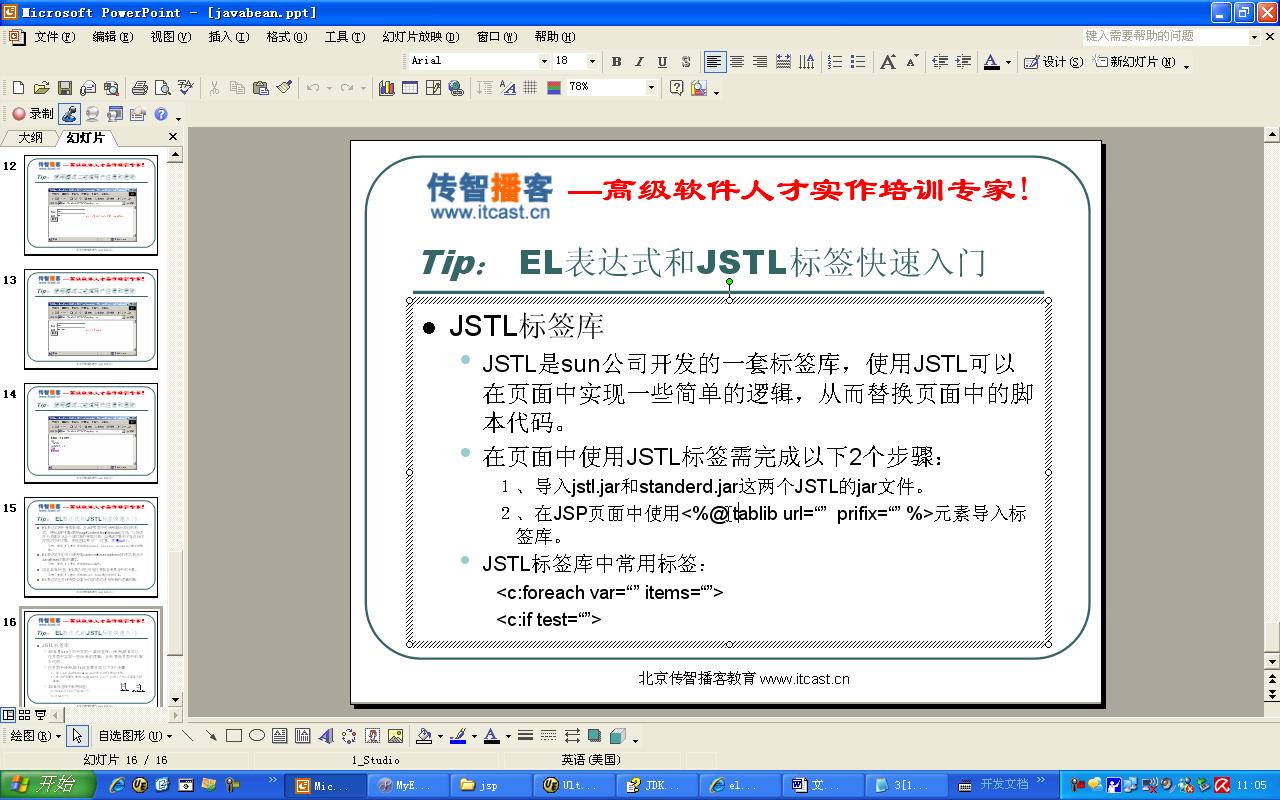 Microsoft PowerPoint - [javabean.ppt]
文件(F) 编辑(E) 视图(V) 插入(I) 格式(O) 工具(T) 幻灯片放映(D) 窗口(W) 帮助(H) 键入需要帮助的问题
Arial 18 B I U S 设计(S) 新幻灯片(N)
78%
录制
大纲 幻灯片
12
13
14
15
16
传智播客 —高级软件人才实作培训专家!
www.itcast.cn
Tip: EL表达式和JSTL标签快速入门
JSTL标签库
JSTL是sun公司开发的一套标签库，使用JSTL可以
在页面中实现一些简单的逻辑，从而替换页面中的脚
本代码。
在页面中使用JSTL标签需完成以下2个步骤：
1、导入jstl.jar和standerd.jar这两个JSTL的jar文件。
2、在JSP页面中使用<%@ tablib url=“” prifix=“” %>元素导入标
签库。
JSTL标签库中常用标签：
<c:foreach var=“” items=“”>
<c:if test=“”>
北京传智播客教育 www.itcast.cn
绘图(R) 自选图形(U)
幻灯片 16 / 16 1_Studio 英语(美国)
开始 Mic... MyE... jsp Ult... JDK... el... 文... 3[1... 开发文档 11:05